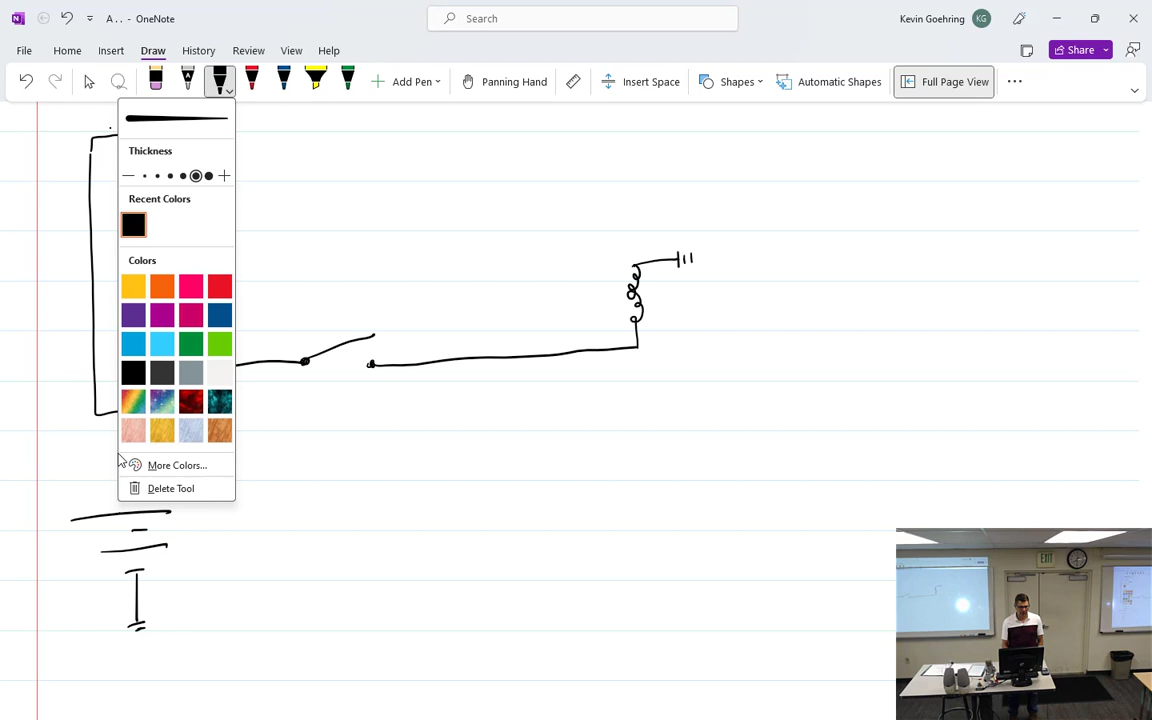 A . . - OneNote
Search
Kevin Goehring KG
File Home Insert Draw History Review View Help
Share
A
Add Pen
Panning Hand
Insert Space
Shapes
Automatic Shapes
Full Page View
Thickness
Recent Colors
Colors
More Colors...
Delete Tool
EXIT